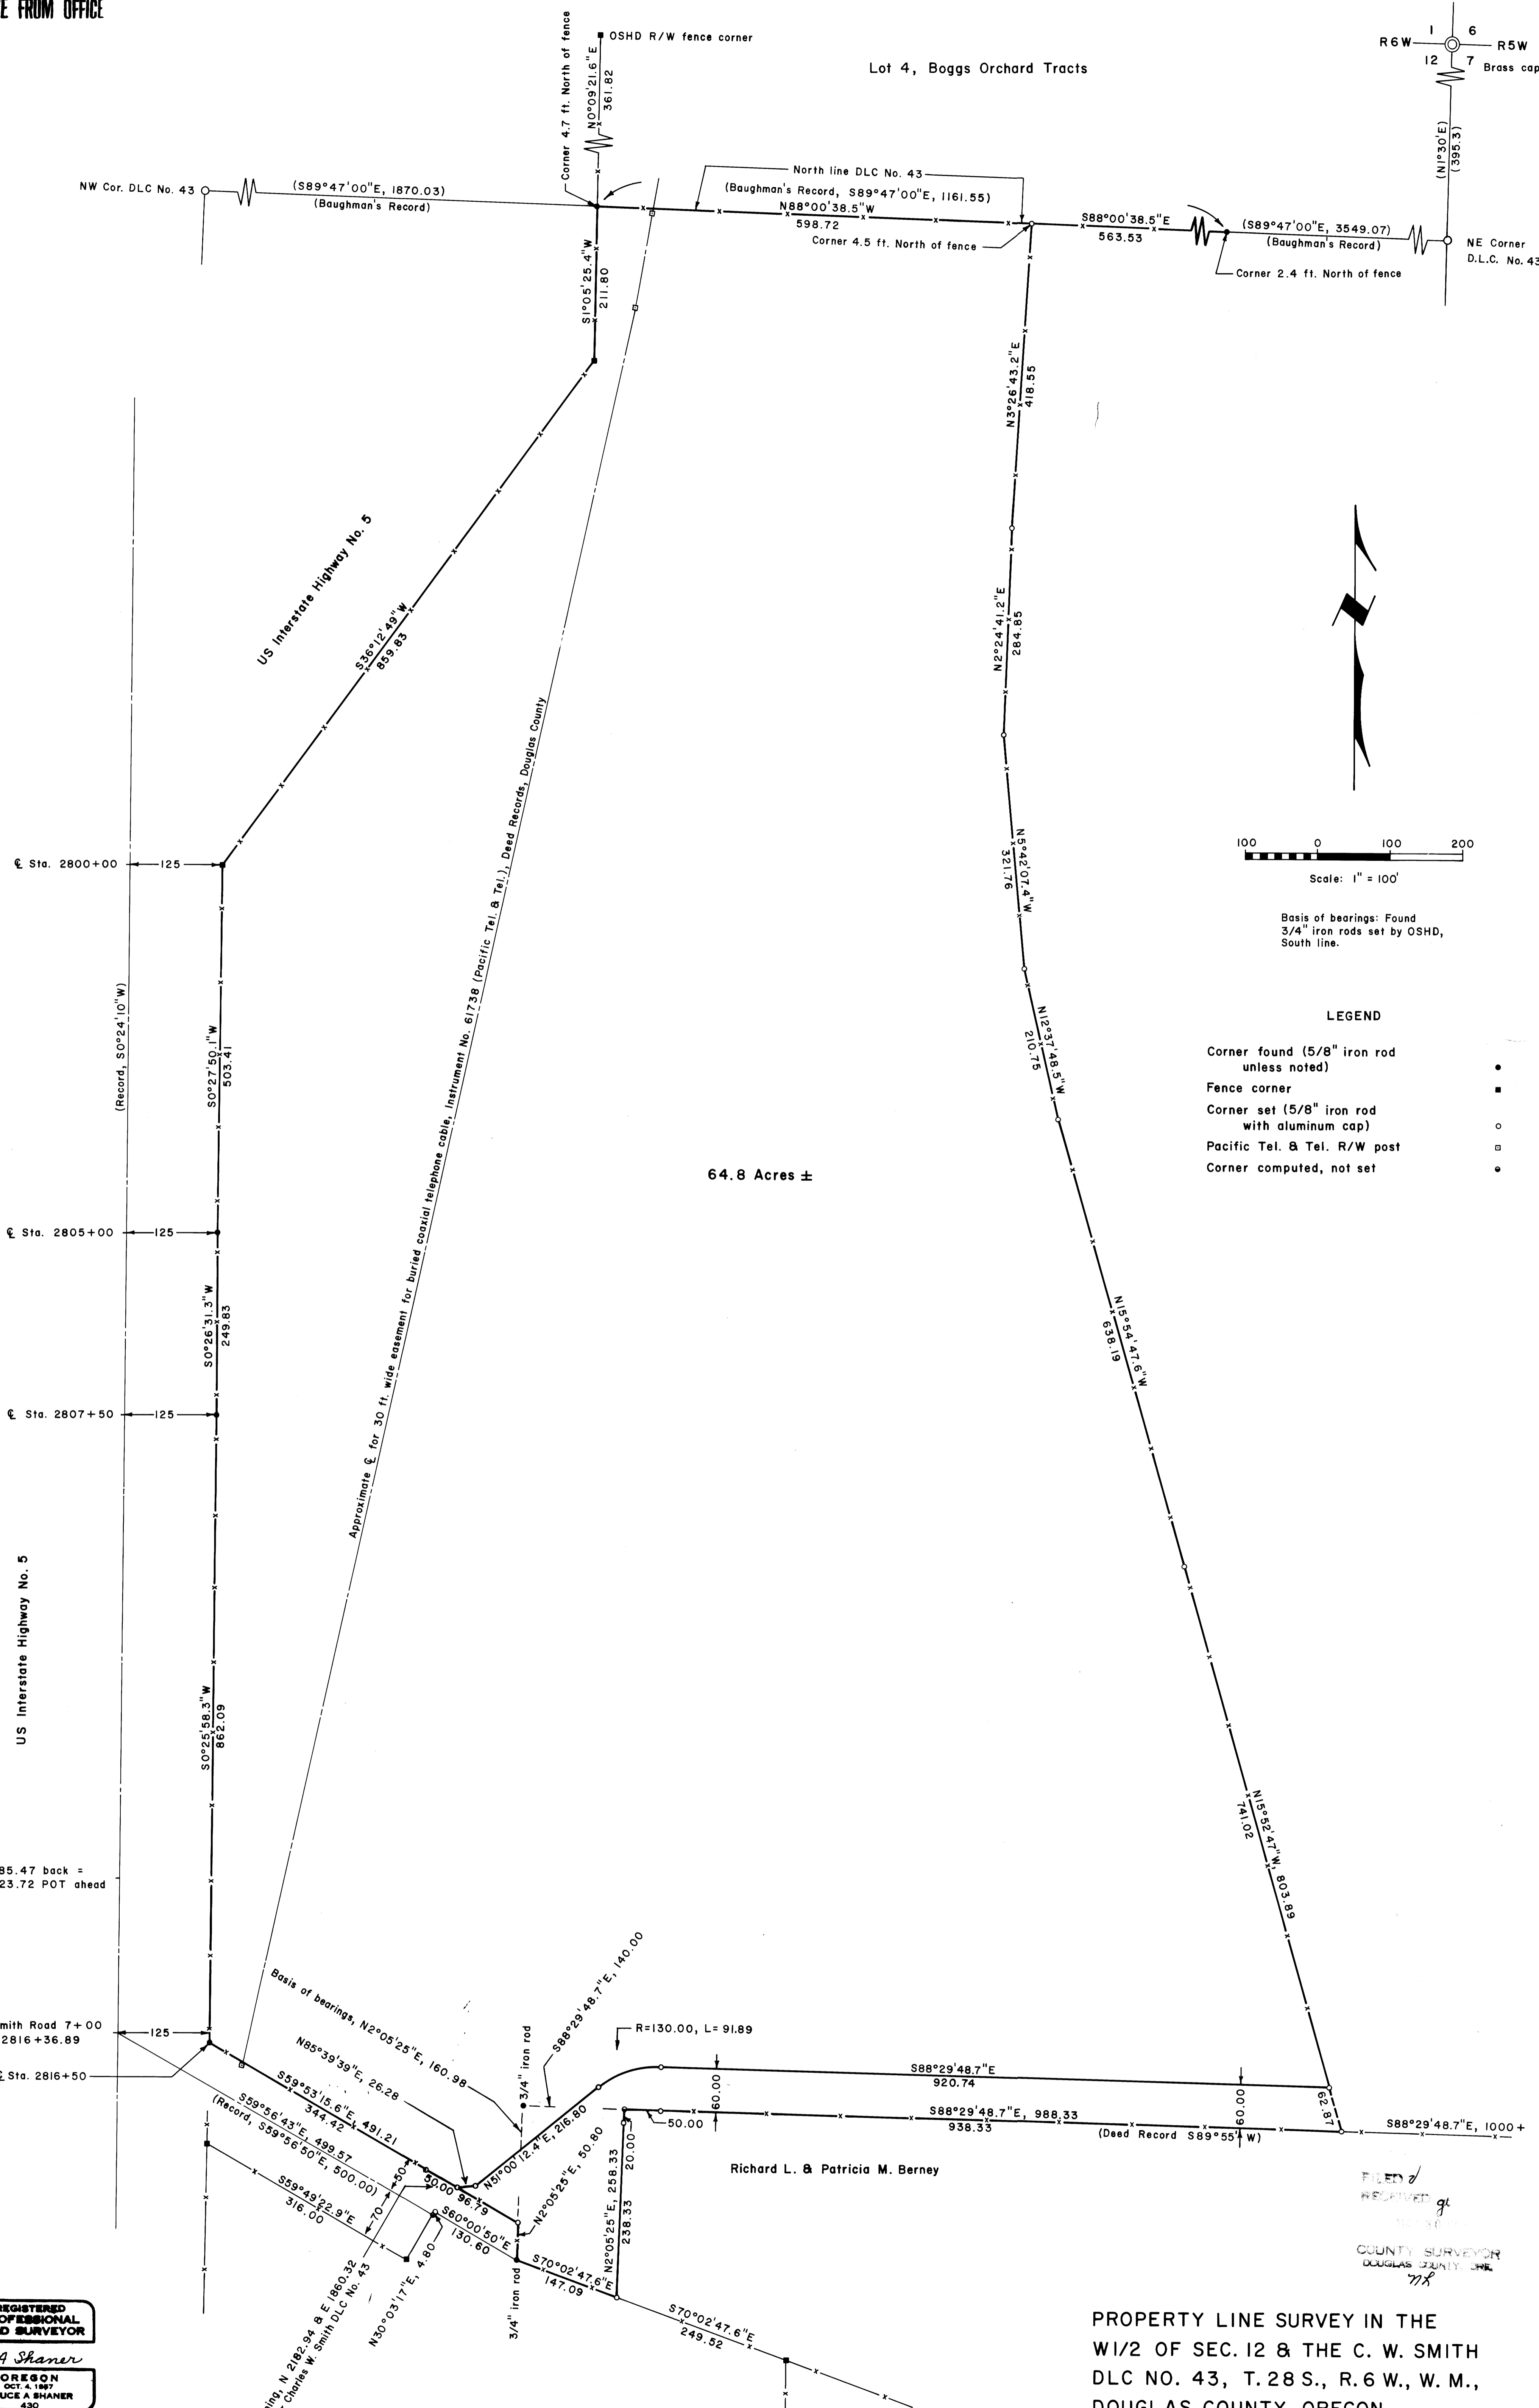 E FROM OFFICE
OSHD R/W fence corner
Corner 4.7 ft. North of fence
N0°09'21.6"E
361.82
Lot 4, Boggs Orchard Tracts
1 6
R6W R5W
12 7
Brass cap
(N1°30'E)
(395.3)
NW Cor. DLC No. 43
(S89°47'00"E, 1870.03)
(Baughman's Record)
North line DLC No. 43
(Baughman's Record, S89°47'00"E, 1161.55)
N88°00'38.5"W
598.72
Corner 4.5 ft. North of fence
S88°00'38.5"E
563.53
(S89°47'00"E, 3549.07)
(Baughman's Record)
Corner 2.4 ft. North of fence
NE Corner
D.L.C. No. 43
S1°05'25.4"W
211.80
N3°26'43.2"E
418.55
US Interstate Highway No. 5
S36°12'49"W
859.83
N2°24'41.2"E
284.85
Approximate ℄ for 30 ft. wide easement for buried coaxial telephone cable, Instrument No. 61738 (Pacific Tel. & Tel.), Deed Records, Douglas County
℄ Sta. 2800+00
125
N5°42'07.4"W
321.76
100 0 100 200
Scale: 1" = 100'
Basis of bearings: Found
3/4" iron rods set by OSHD,
South line.
(Record, S0°24'10"W)
S0°27'50.1"W
503.41
N12°37'48.5"W
210.75
LEGEND
Corner found (5/8" iron rod
unless noted)
Fence corner
Corner set (5/8" iron rod
with aluminum cap)
Pacific Tel. & Tel. R/W post
Corner computed, not set
64.8 Acres ±
℄ Sta. 2805+00
125
S0°26'31.3"W
249.83
N15°54'47.6"W
638.19
℄ Sta. 2807+50
125
US Interstate Highway No. 5
S0°25'58.3"W
862.09
N15°52'47"W, 803.89
741.02
85.47 back =
23.72 POT ahead
mith Road 7+00
2816+36.89
125
℄ Sta. 2816+50
Basis of bearings, N2°05'25"E, 160.98
N85°39'39"E, 26.28
3/4" iron rod
S88°29'48.7"E, 140.00
R=130.00, L= 91.89
S88°29'48.7"E
920.74
60.00
60.00
62.87
S59°53'15.6"E, 491.21
344.42
S59°56'43"E, 499.57
(Record, S59°56'50"E, 500.00)
N51°00'12.4"E, 216.80
50.00
S88°29'48.7"E, 988.33
938.33
(Deed Record S89°55' W)
S88°29'48.7"E, 1000+
20.00
N2°05'25"E, 258.33
238.33
N2°05'25"E, 50.80
Richard L. & Patricia M. Berney
S59°49'22.9"E
316.00
50
70
50.00
96.79
S60°00'50"E
130.60
S70°02'47.6"E
147.09
N30°03'17"E, 4.80
3/4" iron rod
S70°02'47.6"E
249.52
ning, N 2182.94 & E 1860.32
Charles W. Smith DLC No. 43
FILED
RECEIVED
COUNTY SURVEYOR
DOUGLAS COUNTY, ORE.
REGISTERED
OFESSIONAL
D SURVEYOR
A Shaner
OREGON
OCT. 4, 1967
UCE A SHANER
430
PROPERTY LINE SURVEY IN THE
W1/2 OF SEC. 12 & THE C. W. SMITH
DLC NO. 43, T. 28 S., R. 6 W., W. M.,
DOUGLAS COUNTY, OREGON